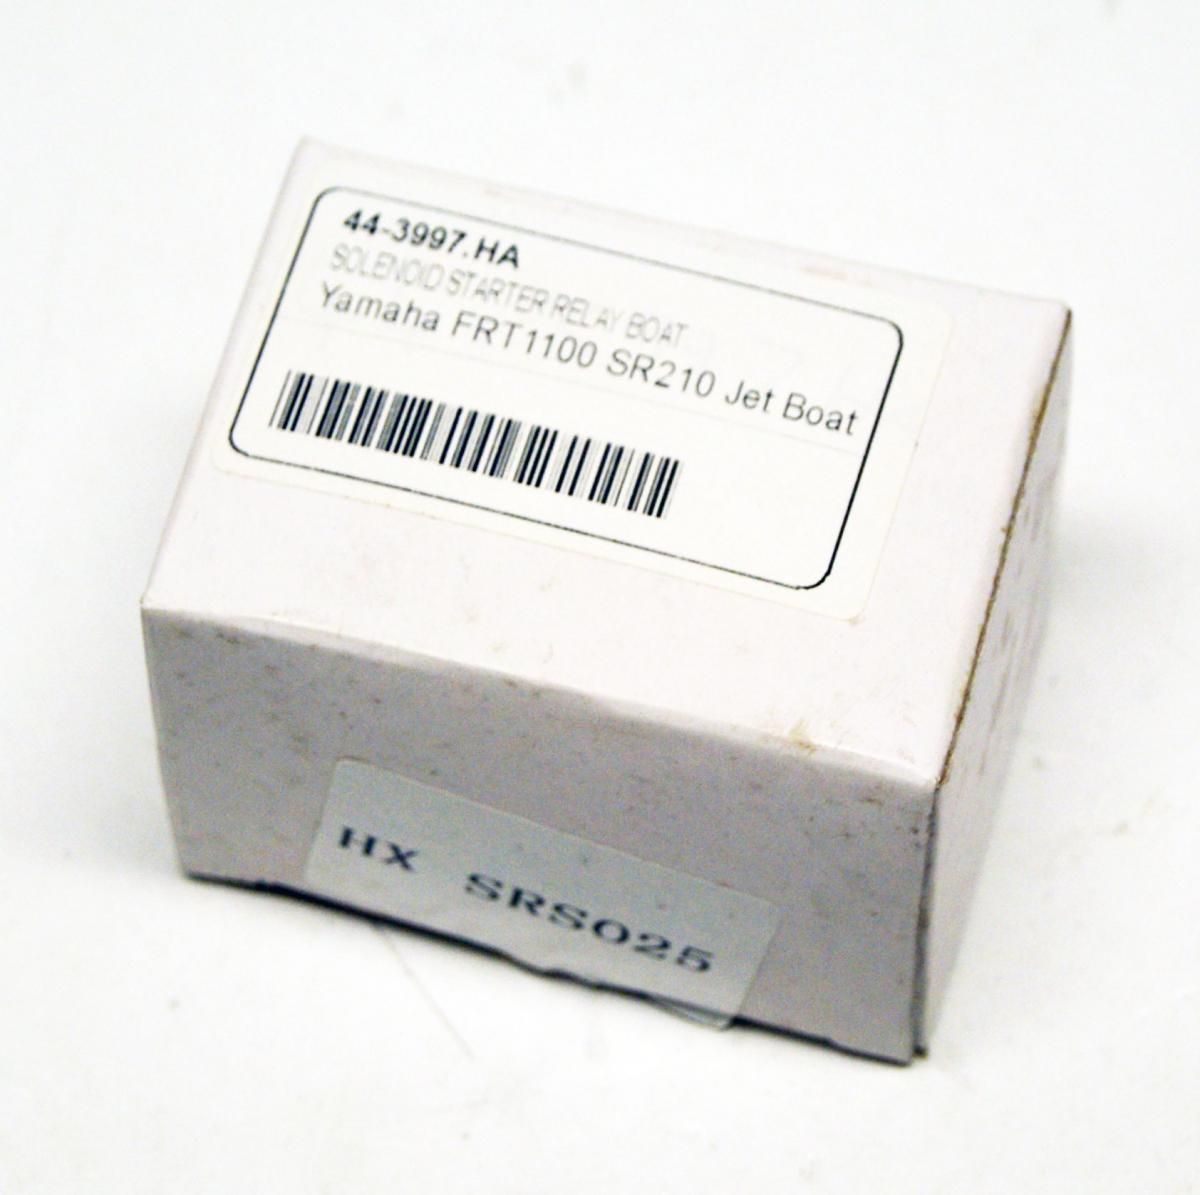 44-3997.HA
SOLENOID STARTER RELAY BOAT
Yamaha FRT1100 SR210 Jet Boat
HX SRS025